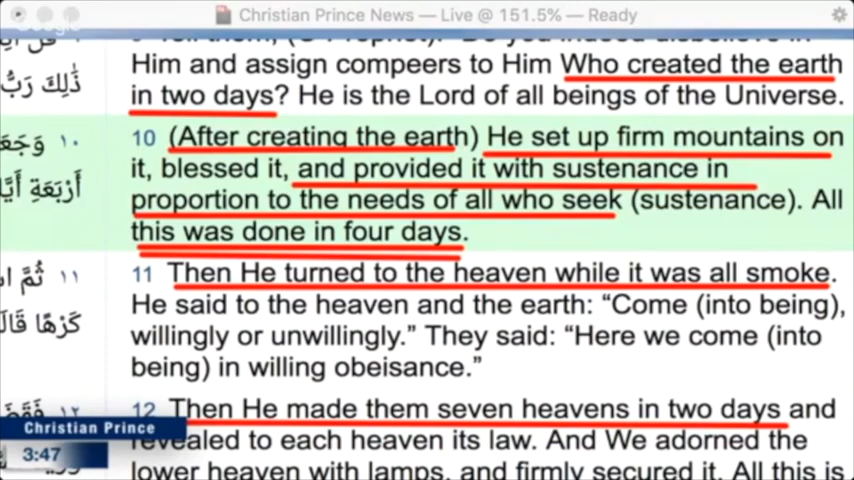 Christian Prince News — Live @ 151.5% — Ready
Him and assign compeers to Him Who created the earth
ذَٰلِكَ رَبُّ
in two days? He is the Lord of all beings of the Universe.
١٠
10 (After creating the earth) He set up firm mountains on
it, blessed it, and provided it with sustenance in
proportion to the needs of all who seek (sustenance). All
this was done in four days.
١١ ثُمَّ
11 Then He turned to the heaven while it was all smoke.
He said to the heaven and the earth: “Come (into being),
كَرْهًا
willingly or unwillingly.” They said: “Here we come (into
being) in willing obeisance.”
١٢
12 Then He made them seven heavens in two days and
Christian Prince
revealed to each heaven its law. And We adorned the
3:47
lower heaven with lamps, and firmly secured it. All this is